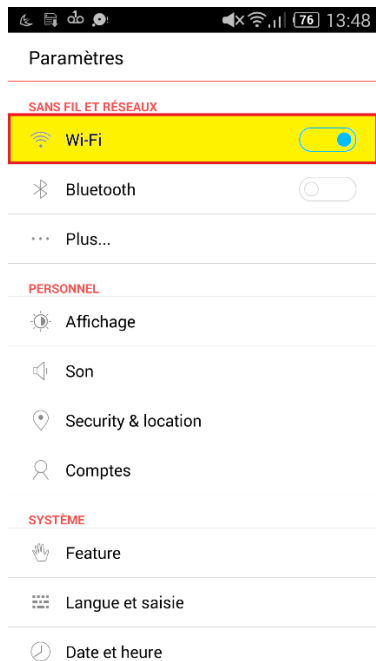 76 13:48
Paramètres
SANS FIL ET RÉSEAUX
Wi-Fi
Bluetooth
Plus...
PERSONNEL
Affichage
Son
Security & location
Comptes
SYSTÈME
Feature
Langue et saisie
Date et heure